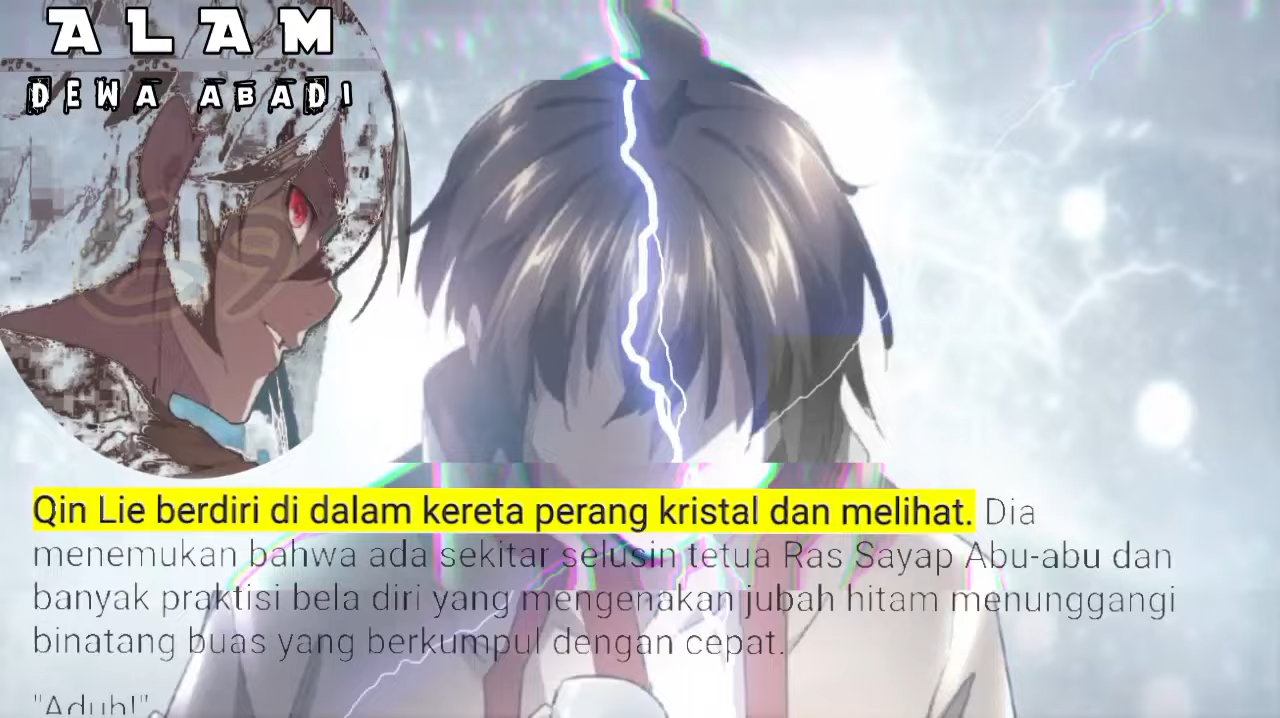 ALAM
DEWA ABADI
Qin Lie berdiri di dalam kereta perang kristal dan melihat. Dia
menemukan bahwa ada sekitar selusin tetua Ras Sayap Abu-abu dan
banyak praktisi bela diri yang mengenakan jubah hitam menunggangi
binatang buas yang berkumpul dengan cepat.
"Aduh!"